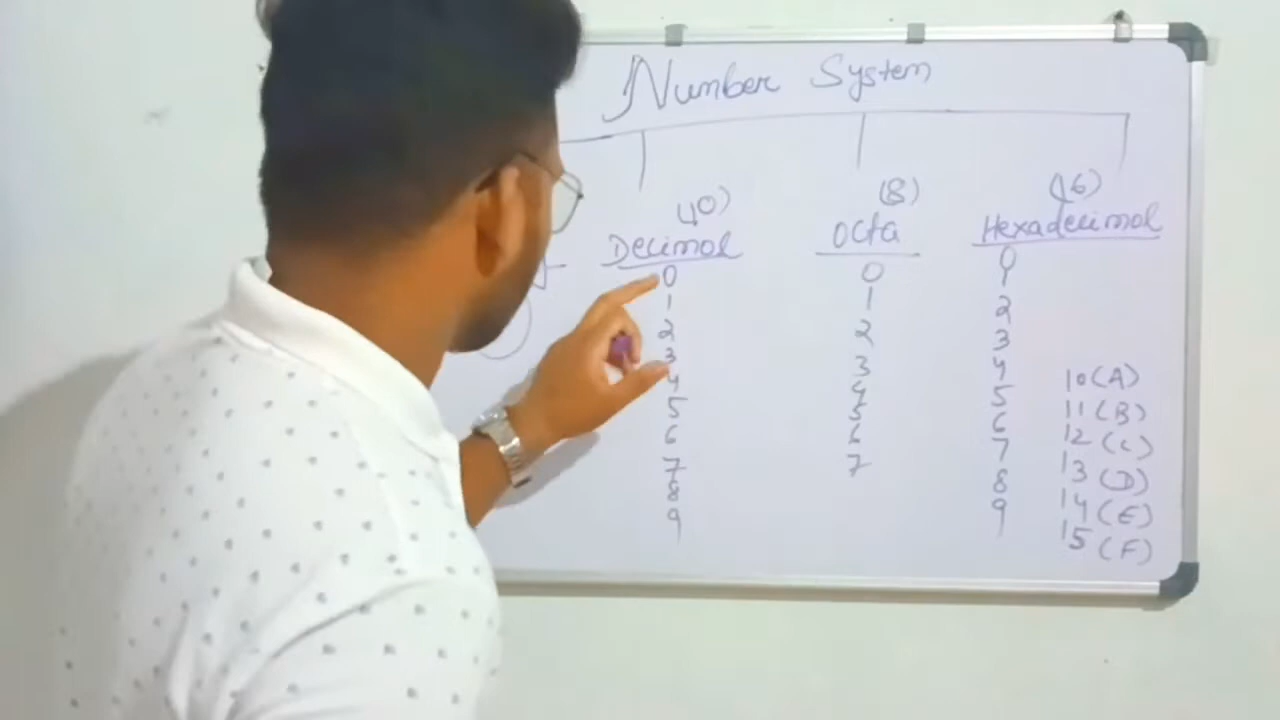 Number System
(10) (8) (16)
Decimal Octa Hexadecimal
0 0 0
1 1 1
2 2 2
3 3 3
4 4 4 10(A)
5 5 5 11(B)
6 6 6 12(C)
7 7 7 13(D)
8 8 14(E)
9 9 15(F)